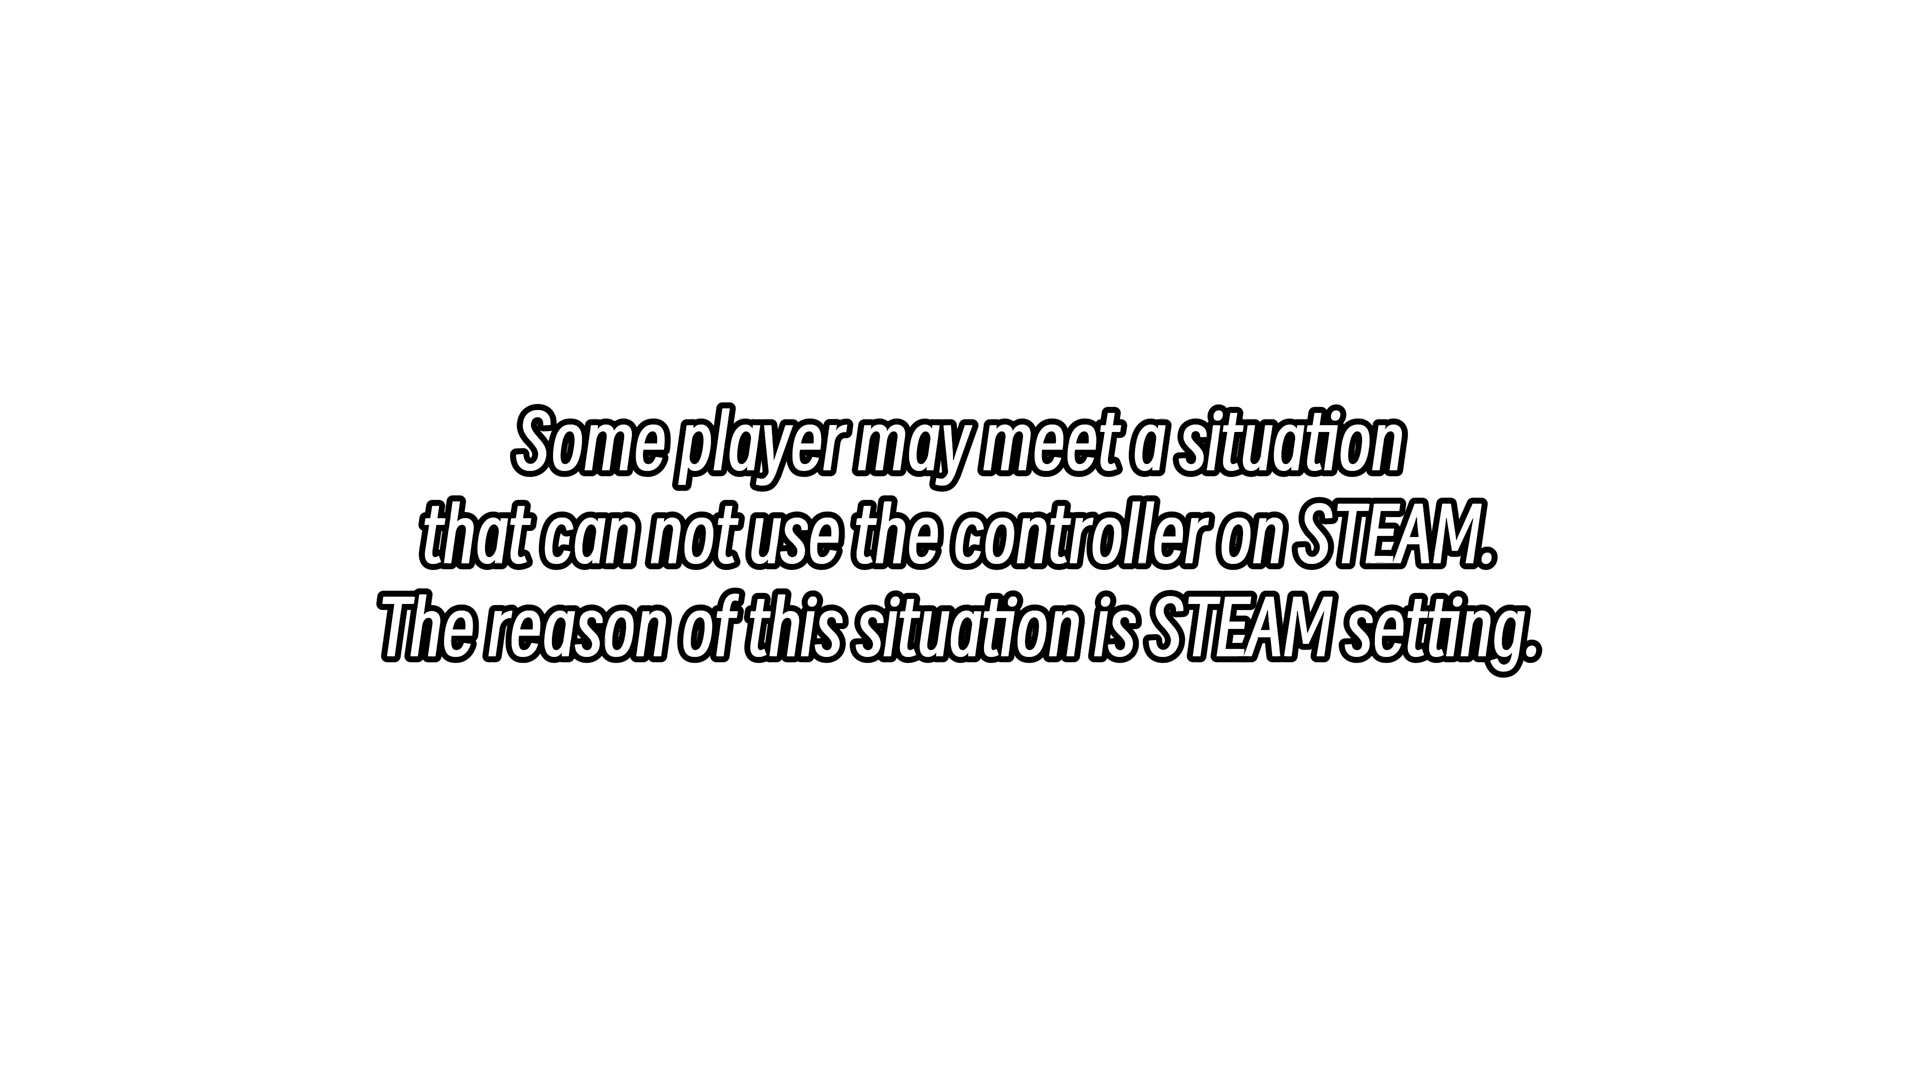 Some player may meet a situation
that can not use the controller on STEAM.
The reason of this situation is STEAM setting.